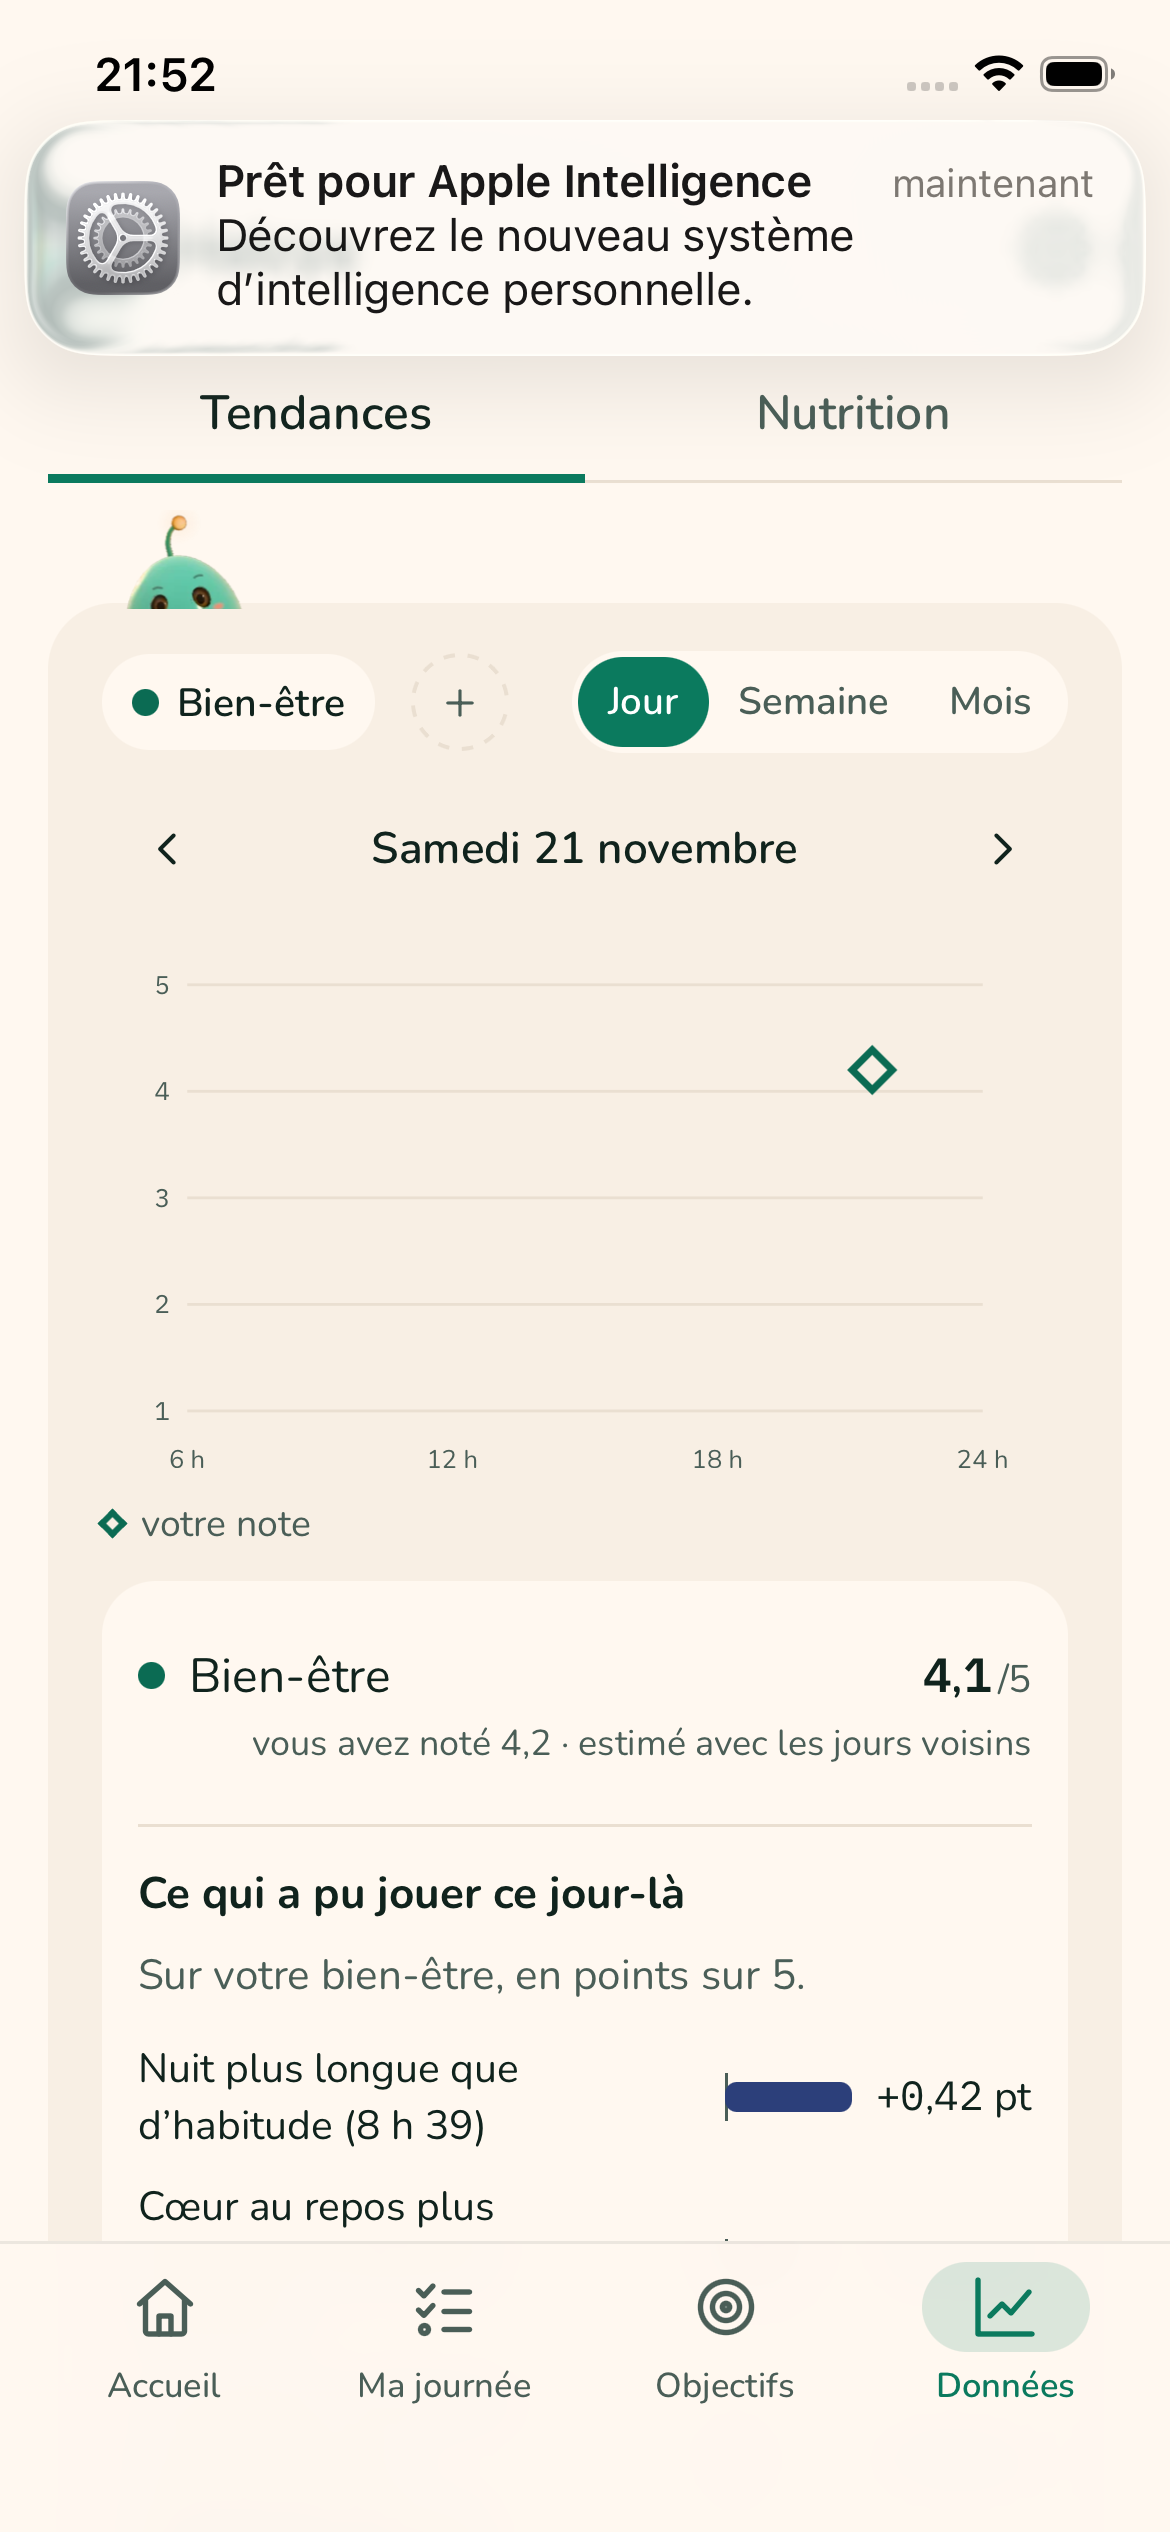 21:52
Prêt pour Apple Intelligence
maintenant
Découvrez le nouveau système
d’intelligence personnelle.
Tendances
Nutrition
Bien-être
+
Jour
Semaine
Mois
Samedi 21 novembre
5
4
3
2
1
6 h
12 h
18 h
24 h
votre note
Bien-être
4,1/5
vous avez noté 4,2 · estimé avec les jours voisins
Ce qui a pu jouer ce jour-là
Sur votre bien-être, en points sur 5.
Nuit plus longue que
d’habitude (8 h 39)
+0,42 pt
Cœur au repos plus
Accueil
Ma journée
Objectifs
Données